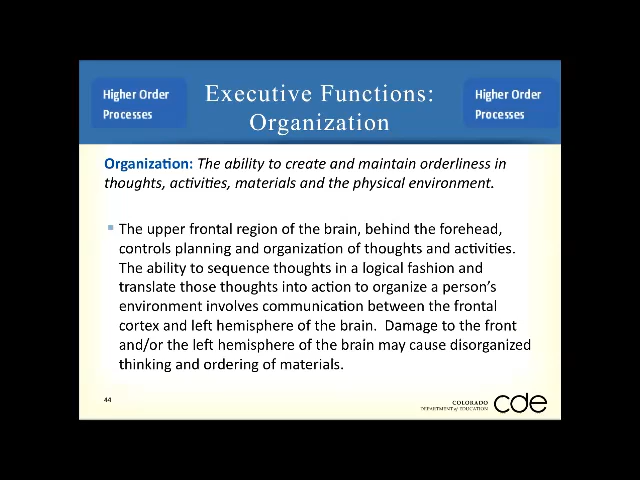 Higher Order
Processes
Executive Functions:
Organization
Higher Order
Processes
Organization: The ability to create and maintain orderliness in
thoughts, activities, materials and the physical environment.
The upper frontal region of the brain, behind the forehead,
controls planning and organization of thoughts and activities.
The ability to sequence thoughts in a logical fashion and
translate those thoughts into action to organize a person's
environment involves communication between the frontal
cortex and left hemisphere of the brain. Damage to the front
and/or the left hemisphere of the brain may cause disorganized
thinking and ordering of materials.
44
COLORADO
DEPARTMENT of EDUCATION
cde